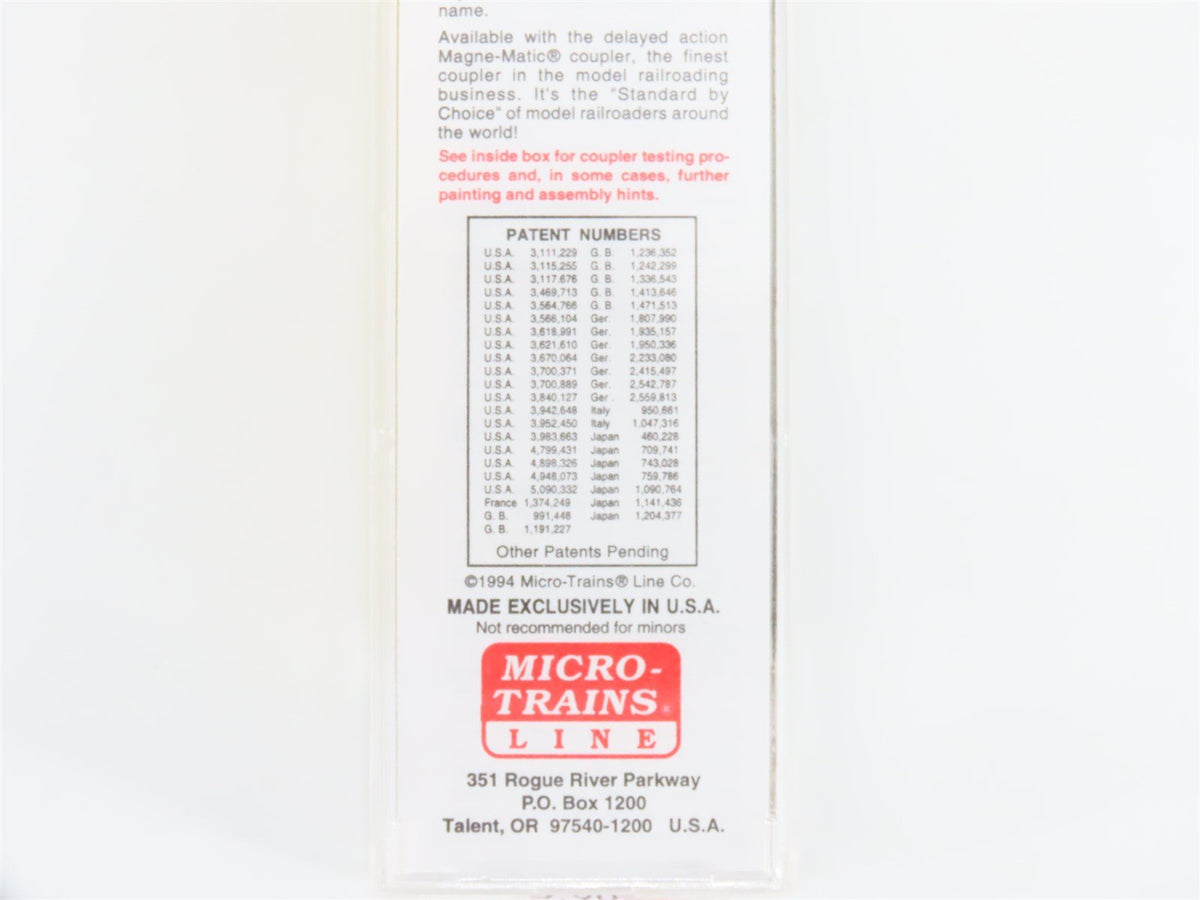 name.
Available with the delayed action
Magne-Matic® coupler, the finest
coupler in the model railroading
business. It's the "Standard by
Choice" of model railroaders around
the world!
See inside box for coupler testing pro-
cedures and, in some cases, further
painting and assembly hints.
PATENT NUMBERS
U.S.A. 3,111,229 G. B. 1,236,352
U.S.A. 3,115,255 G. B. 1,242,299
U.S.A. 3,117,676 G. B. 1,336,543
U.S.A. 3,469,713 G. B. 1,413,646
U.S.A. 3,564,766 G. B. 1,471,513
U.S.A. 3,566,104 Ger. 1,807,990
U.S.A. 3,618,991 Ger. 1,935,157
U.S.A. 3,621,610 Ger. 1,950,336
U.S.A. 3,670,064 Ger. 2,233,080
U.S.A. 3,700,371 Ger. 2,415,497
U.S.A. 3,700,889 Ger. 2,542,787
U.S.A. 3,840,127 Ger. 2,559,813
U.S.A. 3,942,648 Italy 950,661
U.S.A. 3,952,450 Italy 1,047,316
U.S.A. 3,983,663 Japan 460,228
U.S.A. 4,799,431 Japan 709,741
U.S.A. 4,898,326 Japan 743,028
U.S.A. 4,948,073 Japan 759,786
U.S.A. 5,090,332 Japan 1,090,764
France 1,374,249 Japan 1,141,436
G. B. 991,448 Japan 1,204,377
G. B. 1,191,227
Other Patents Pending
©1994 Micro-Trains® Line Co.
MADE EXCLUSIVELY IN U.S.A.
Not recommended for minors
MICRO-
TRAINS®
LINE
351 Rogue River Parkway
P.O. Box 1200
Talent, OR 97540-1200 U.S.A.